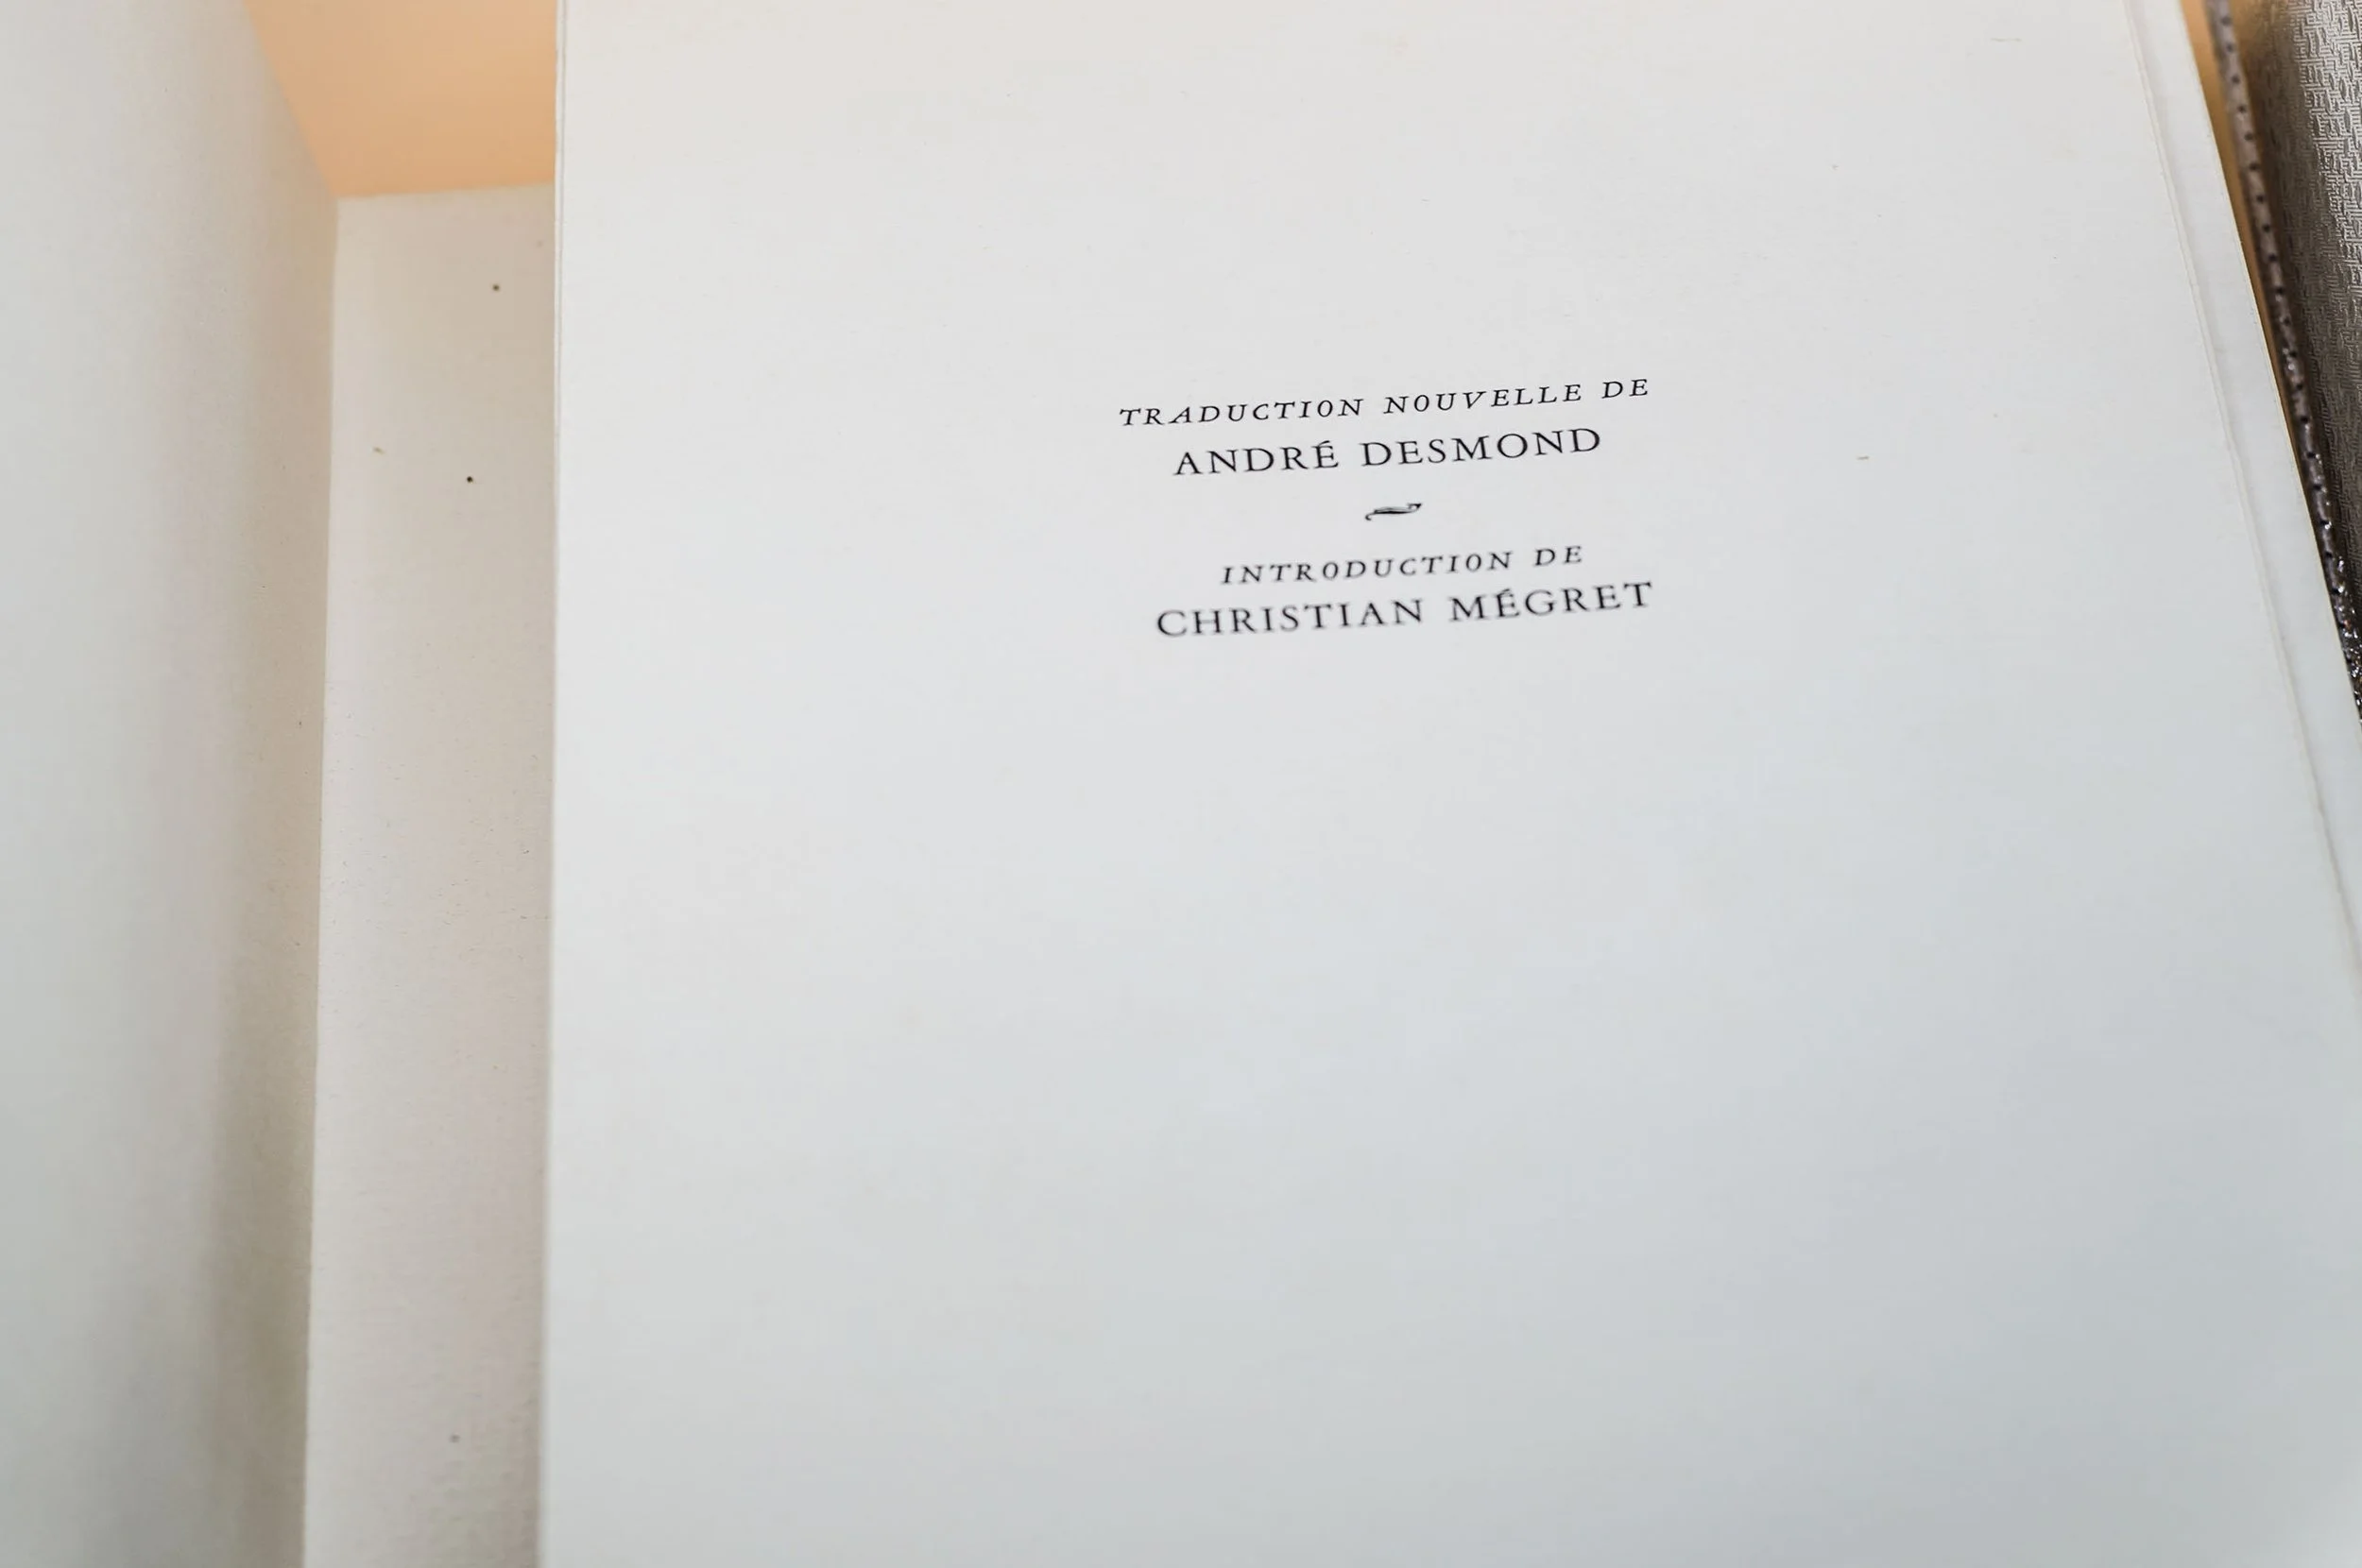 TRADUCTION NOUVELLE DE
ANDRÉ DESMOND
INTRODUCTION DE
CHRISTIAN MÉGRET